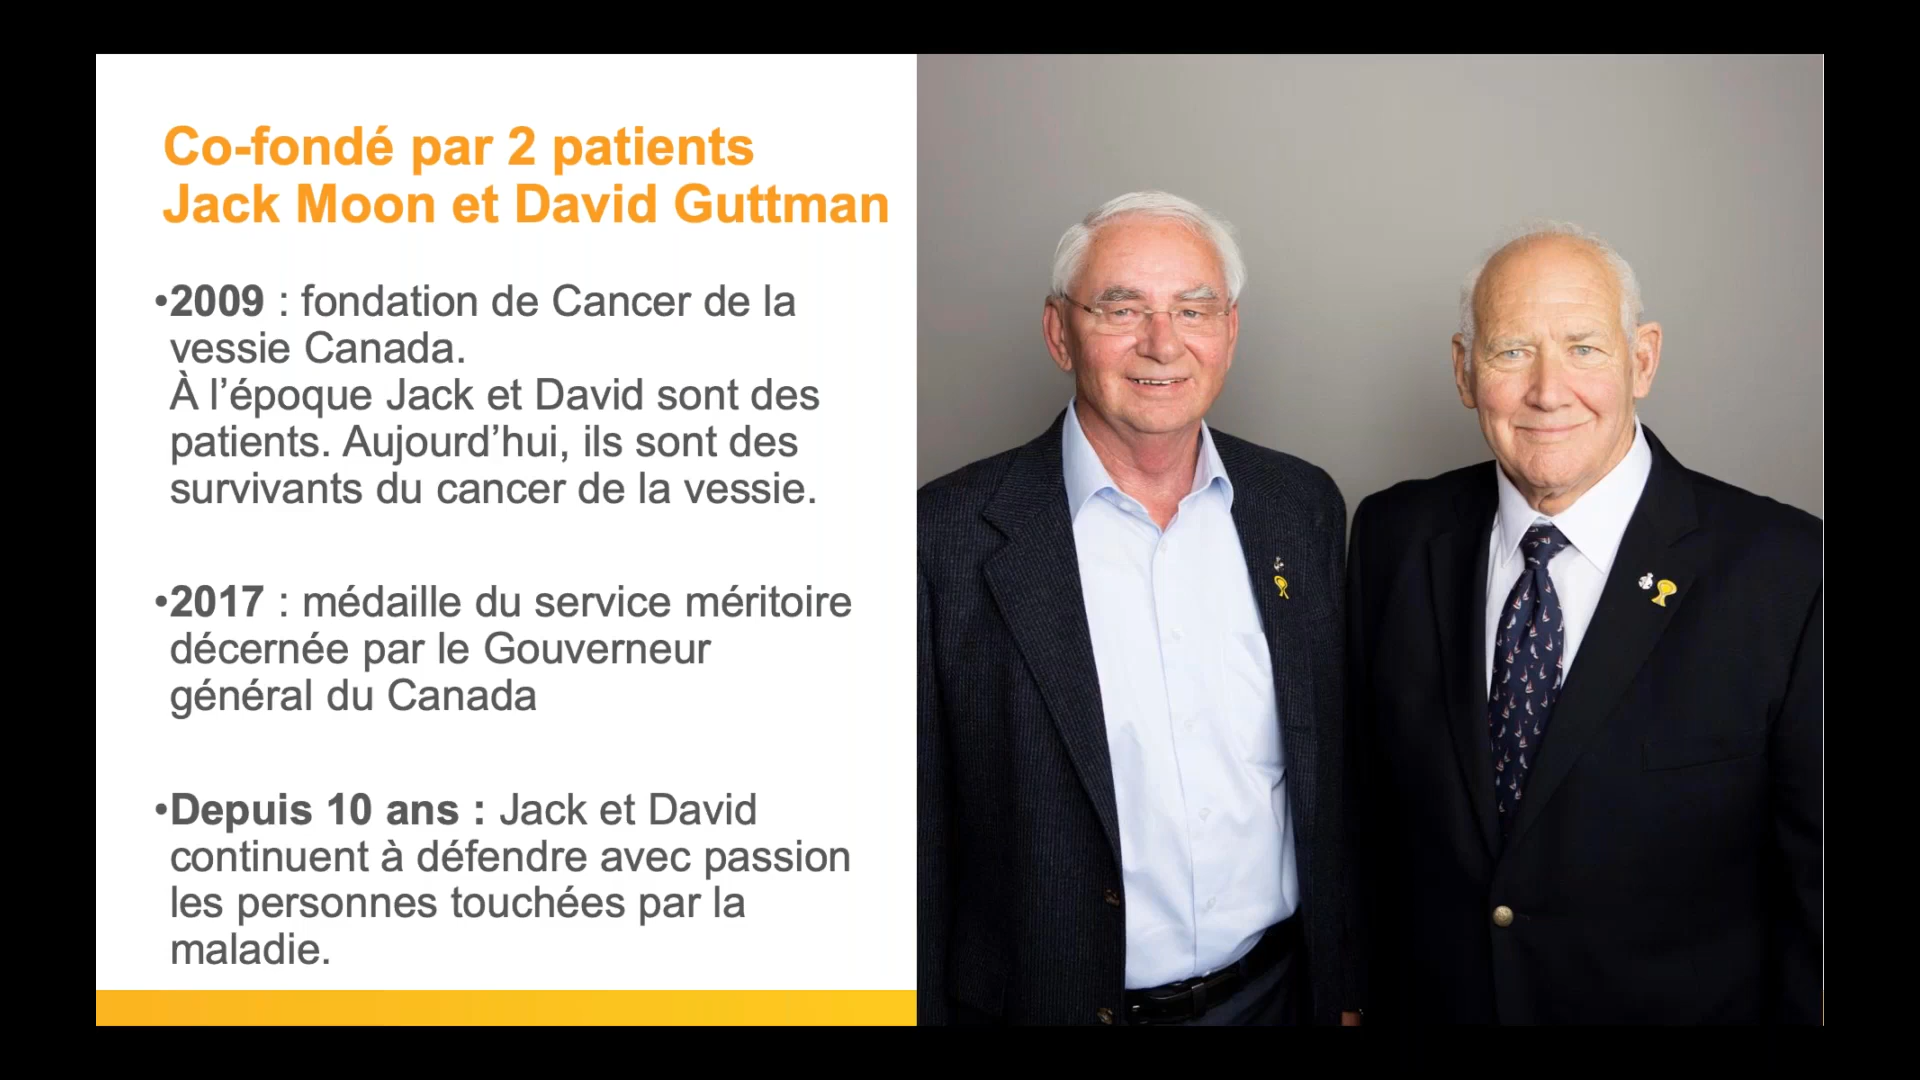 Co-fondé par 2 patients
Jack Moon et David Guttman
•2009 : fondation de Cancer de la
vessie Canada.
À l’époque Jack et David sont des
patients. Aujourd’hui, ils sont des
survivants du cancer de la vessie.
•2017 : médaille du service méritoire
décernée par le Gouverneur
général du Canada
•Depuis 10 ans : Jack et David
continuent à défendre avec passion
les personnes touchées par la
maladie.